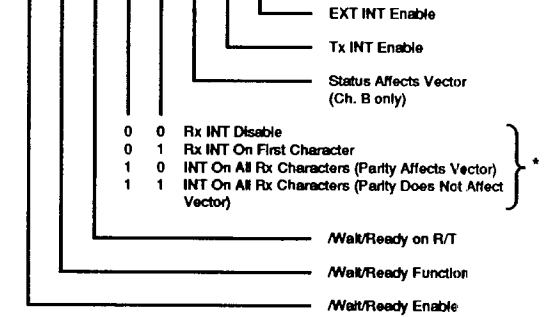 EXT INT Enable
Tx INT Enable
Status Affects Vector
(Ch. B only)
0 0 Rx INT Disable
0 1 Rx INT On First Character
1 0 INT On All Rx Characters (Parity Affects Vector)
1 1 INT On All Rx Characters (Parity Does Not Affect
Vector)
*
/Wait/Ready on R/T
/Wait/Ready Function
/Wait/Ready Enable